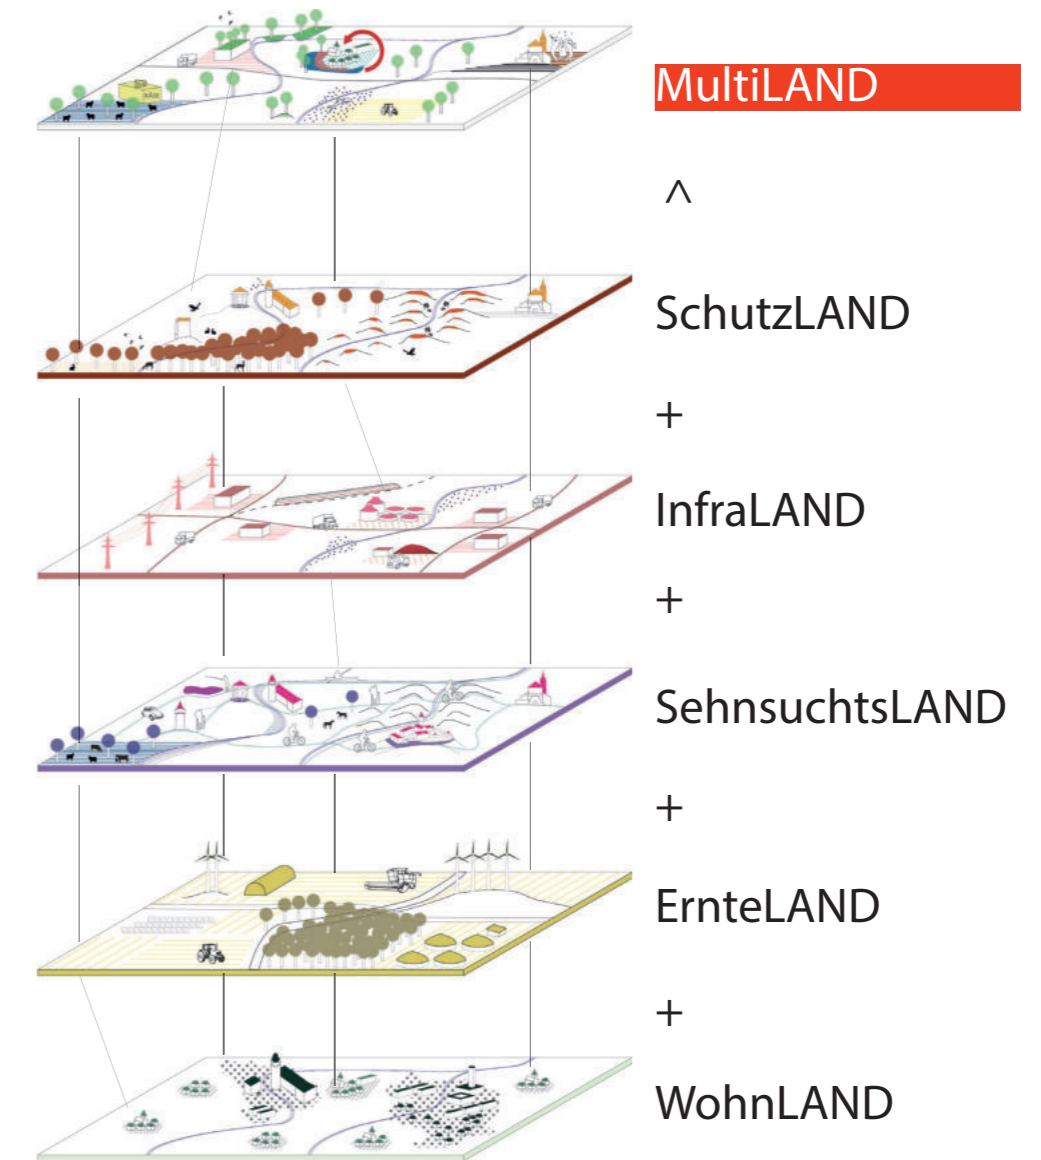 MultiLAND
^
SchutzLAND
+
InfraLAND
+
SehnsuchtsLAND
+
ErnteLAND
+
WohnLAND